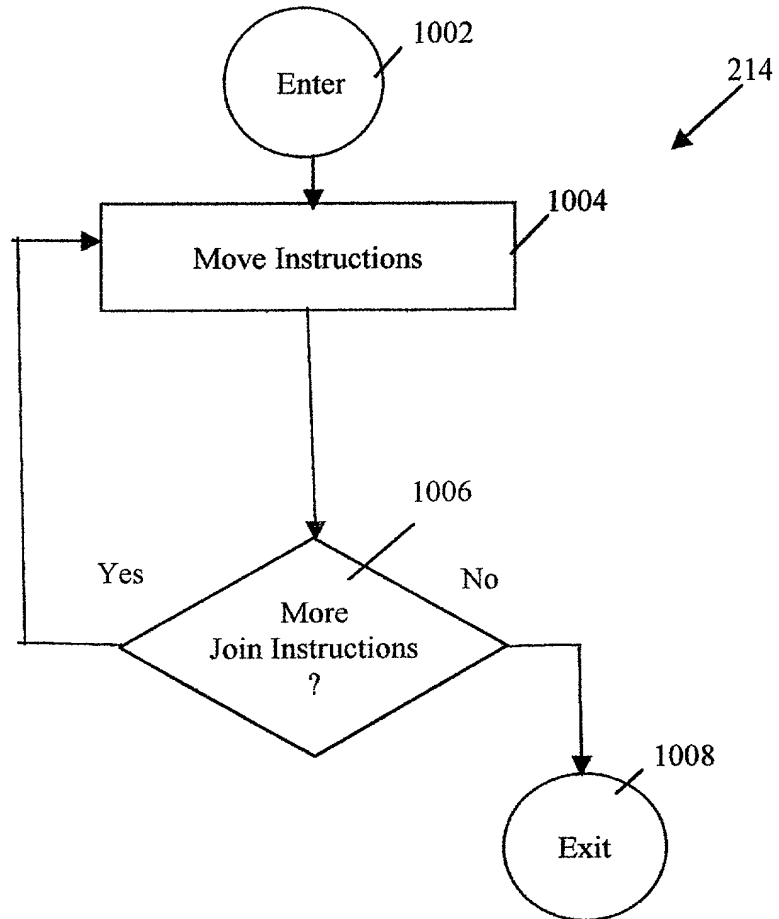 1002
Enter
214
1004
Move Instructions
1006
Yes
No
More
Join Instructions
?
1008
Exit